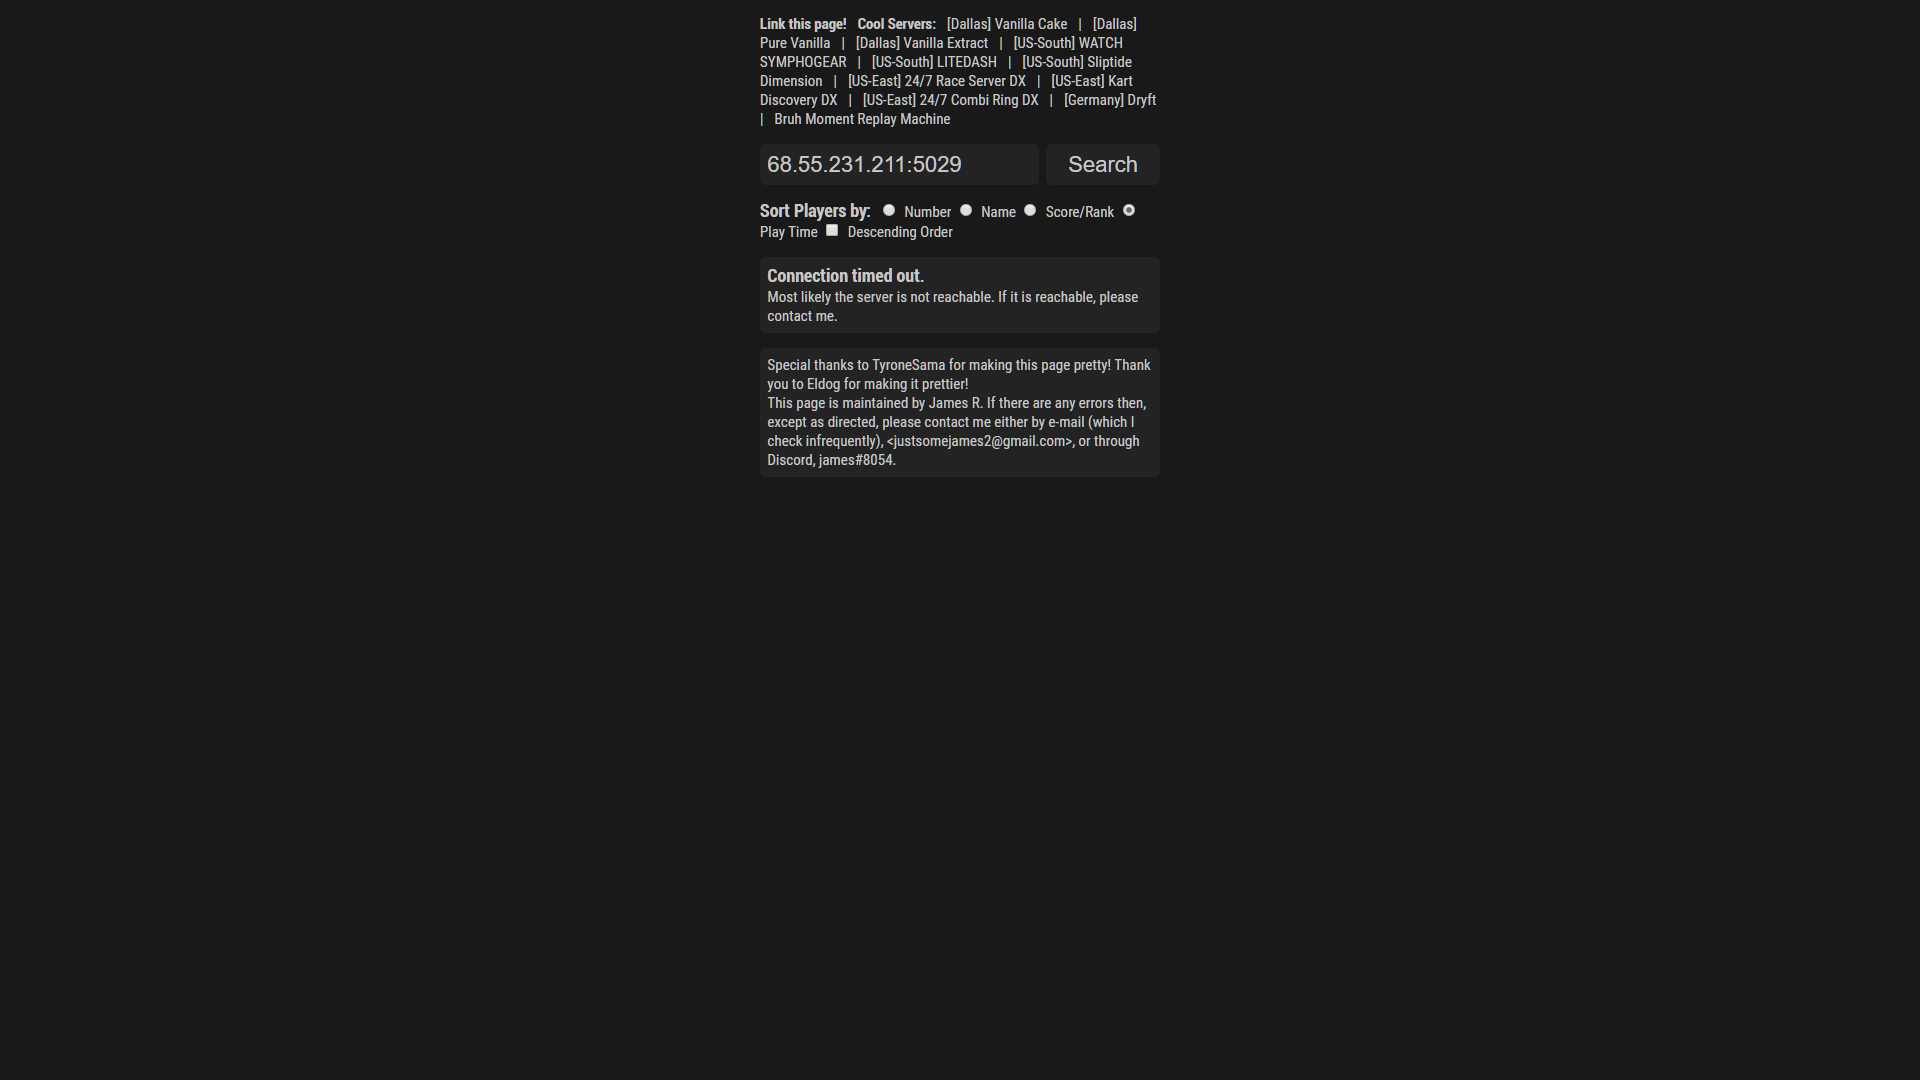 Link this page! Cool Servers: [Dallas] Vanilla Cake | [Dallas]
Pure Vanilla | [Dallas] Vanilla Extract | [US-South] WATCH
SYMPHOGEAR | [US-South] LITEDASH | [US-South] Sliptide
Dimension | [US-East] 24/7 Race Server DX | [US-East] Kart
Discovery DX | [US-East] 24/7 Combi Ring DX | [Germany] Dryft
| Bruh Moment Replay Machine
68.55.231.211:5029 Search
Sort Players by: Number Name Score/Rank
Play Time Descending Order
Connection timed out.
Most likely the server is not reachable. If it is reachable, please
contact me.
Special thanks to TyroneSama for making this page pretty! Thank
you to Eldog for making it prettier!
This page is maintained by James R. If there are any errors then,
except as directed, please contact me either by e-mail (which I
check infrequently), <justsomejames2@gmail.com>, or through
Discord, james#8054.